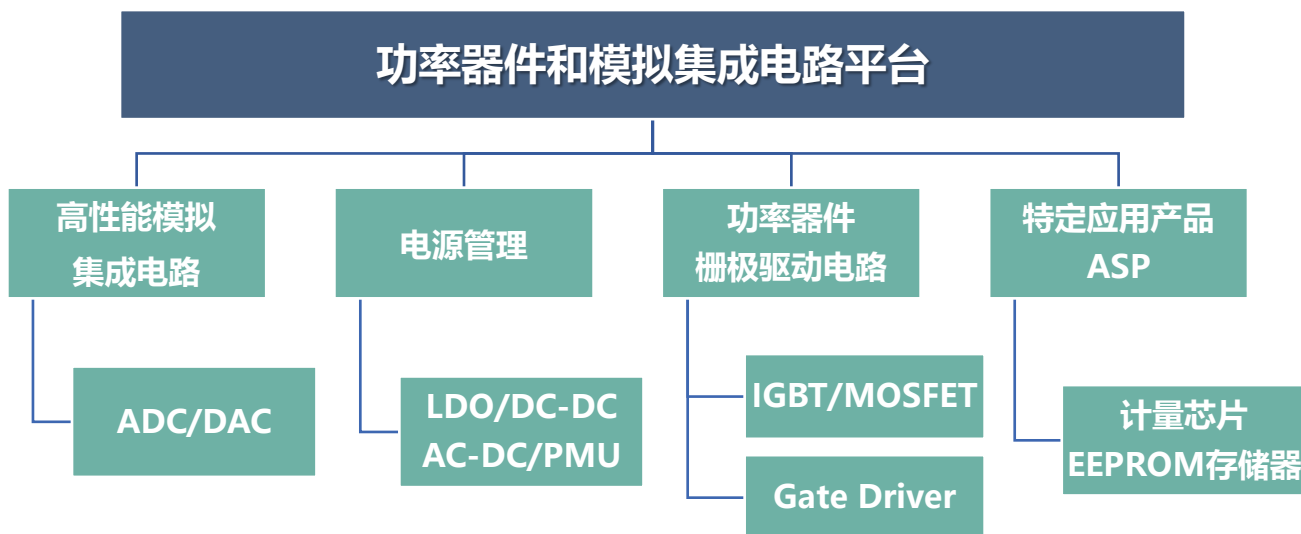 功率器件和模拟集成电路平台
高性能模拟
集成电路
电源管理
功率器件
栅极驱动电路
特定应用产品
ASP
ADC/DAC
LDO/DC-DC
AC-DC/PMU
IGBT/MOSFET
Gate Driver
计量芯片
EEPROM存储器